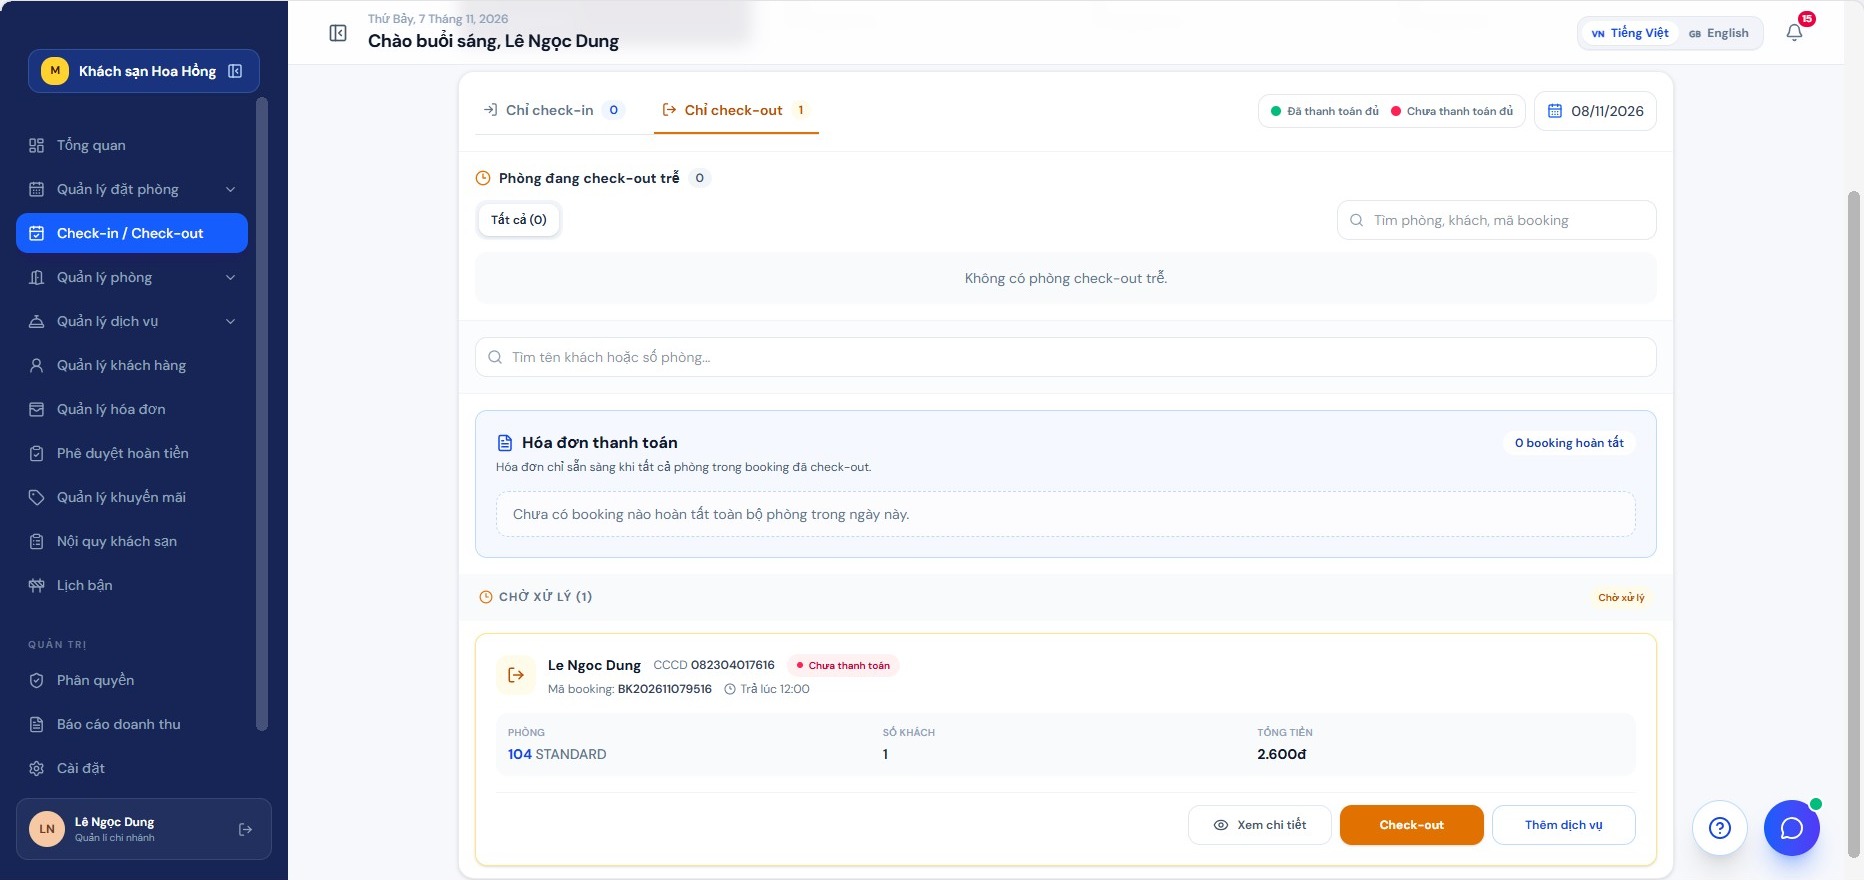 Thứ Bảy, 7 Tháng 11, 2026
Chào buổi sáng, Lê Ngọc Dung
VN Tiếng Việt GB English
15
M Khách sạn Hoa Hồng
Tổng quan
Quản lý đặt phòng
Check-in / Check-out
Quản lý phòng
Quản lý dịch vụ
Quản lý khách hàng
Quản lý hóa đơn
Phê duyệt hoàn tiền
Quản lý khuyến mãi
Nội quy khách sạn
Lịch bận
QUẢN TRỊ
Phân quyền
Báo cáo doanh thu
Cài đặt
LN Lê Ngọc Dung
Quản lí chi nhánh
Chỉ check-in 0 Chỉ check-out 1
Đã thanh toán đủ Chưa thanh toán đủ 08/11/2026
Phòng đang check-out trễ 0
Tất cả (0)
Tìm phòng, khách, mã booking
Không có phòng check-out trễ.
Tìm tên khách hoặc số phòng...
Hóa đơn thanh toán
0 booking hoàn tất
Hóa đơn chỉ sẵn sàng khi tất cả phòng trong booking đã check-out.
Chưa có booking nào hoàn tất toàn bộ phòng trong ngày này.
CHỜ XỬ LÝ (1)
Chờ xử lý
Le Ngoc Dung CCCD 082304017616 Chưa thanh toán
Mã booking: BK202611079516 Trả lúc 12:00
PHÒNG SỐ KHÁCH TỔNG TIỀN
104 STANDARD 1 2.600đ
Xem chi tiết Check-out Thêm dịch vụ